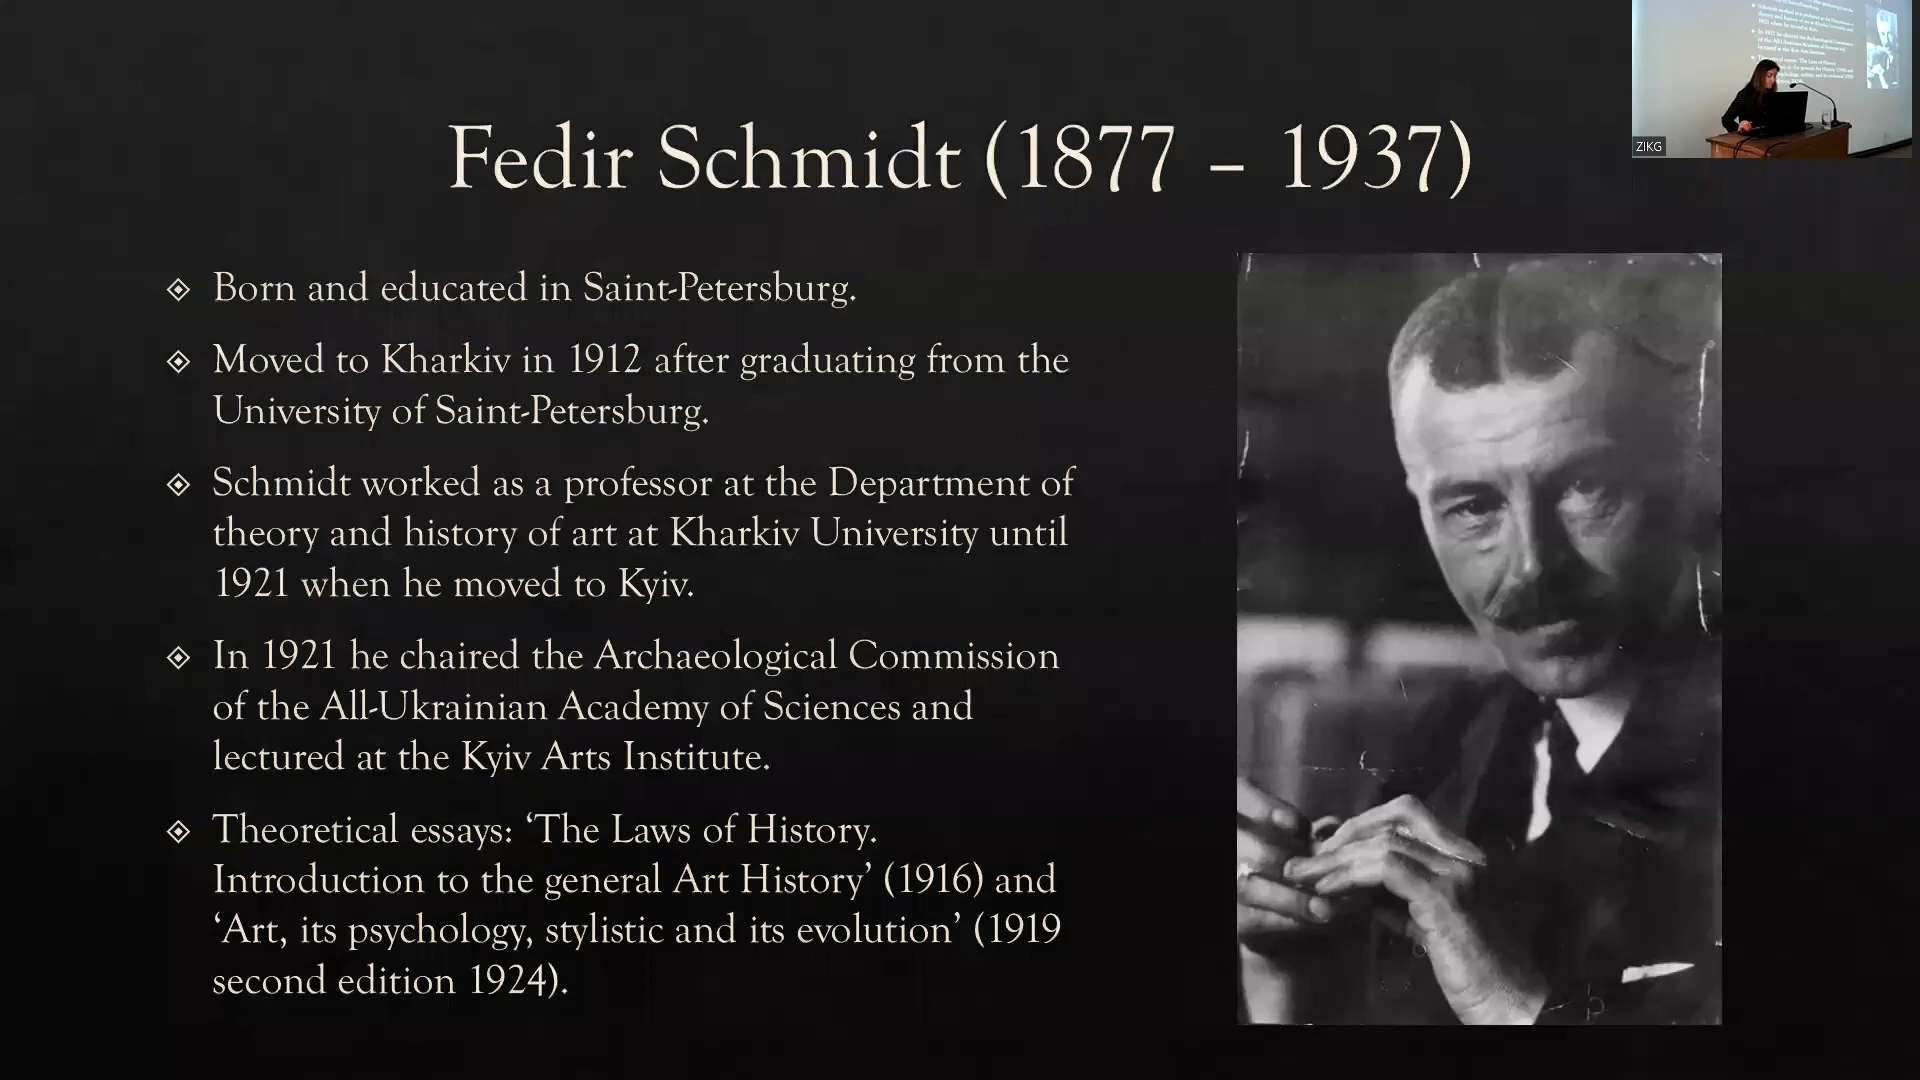 Fedir Schmidt (1877 – 1937)
Born and educated in Saint-Petersburg.
Moved to Kharkiv in 1912 after graduating from the
University of Saint-Petersburg.
Schmidt worked as a professor at the Department of
theory and history of art at Kharkiv University until
1921 when he moved to Kyiv.
In 1921 he chaired the Archaeological Commission
of the All-Ukrainian Academy of Sciences and
lectured at the Kyiv Arts Institute.
Theoretical essays: ‘The Laws of History.
Introduction to the general Art History’ (1916) and
‘Art, its psychology, stylistic and its evolution’ (1919
second edition 1924).
ZIKG